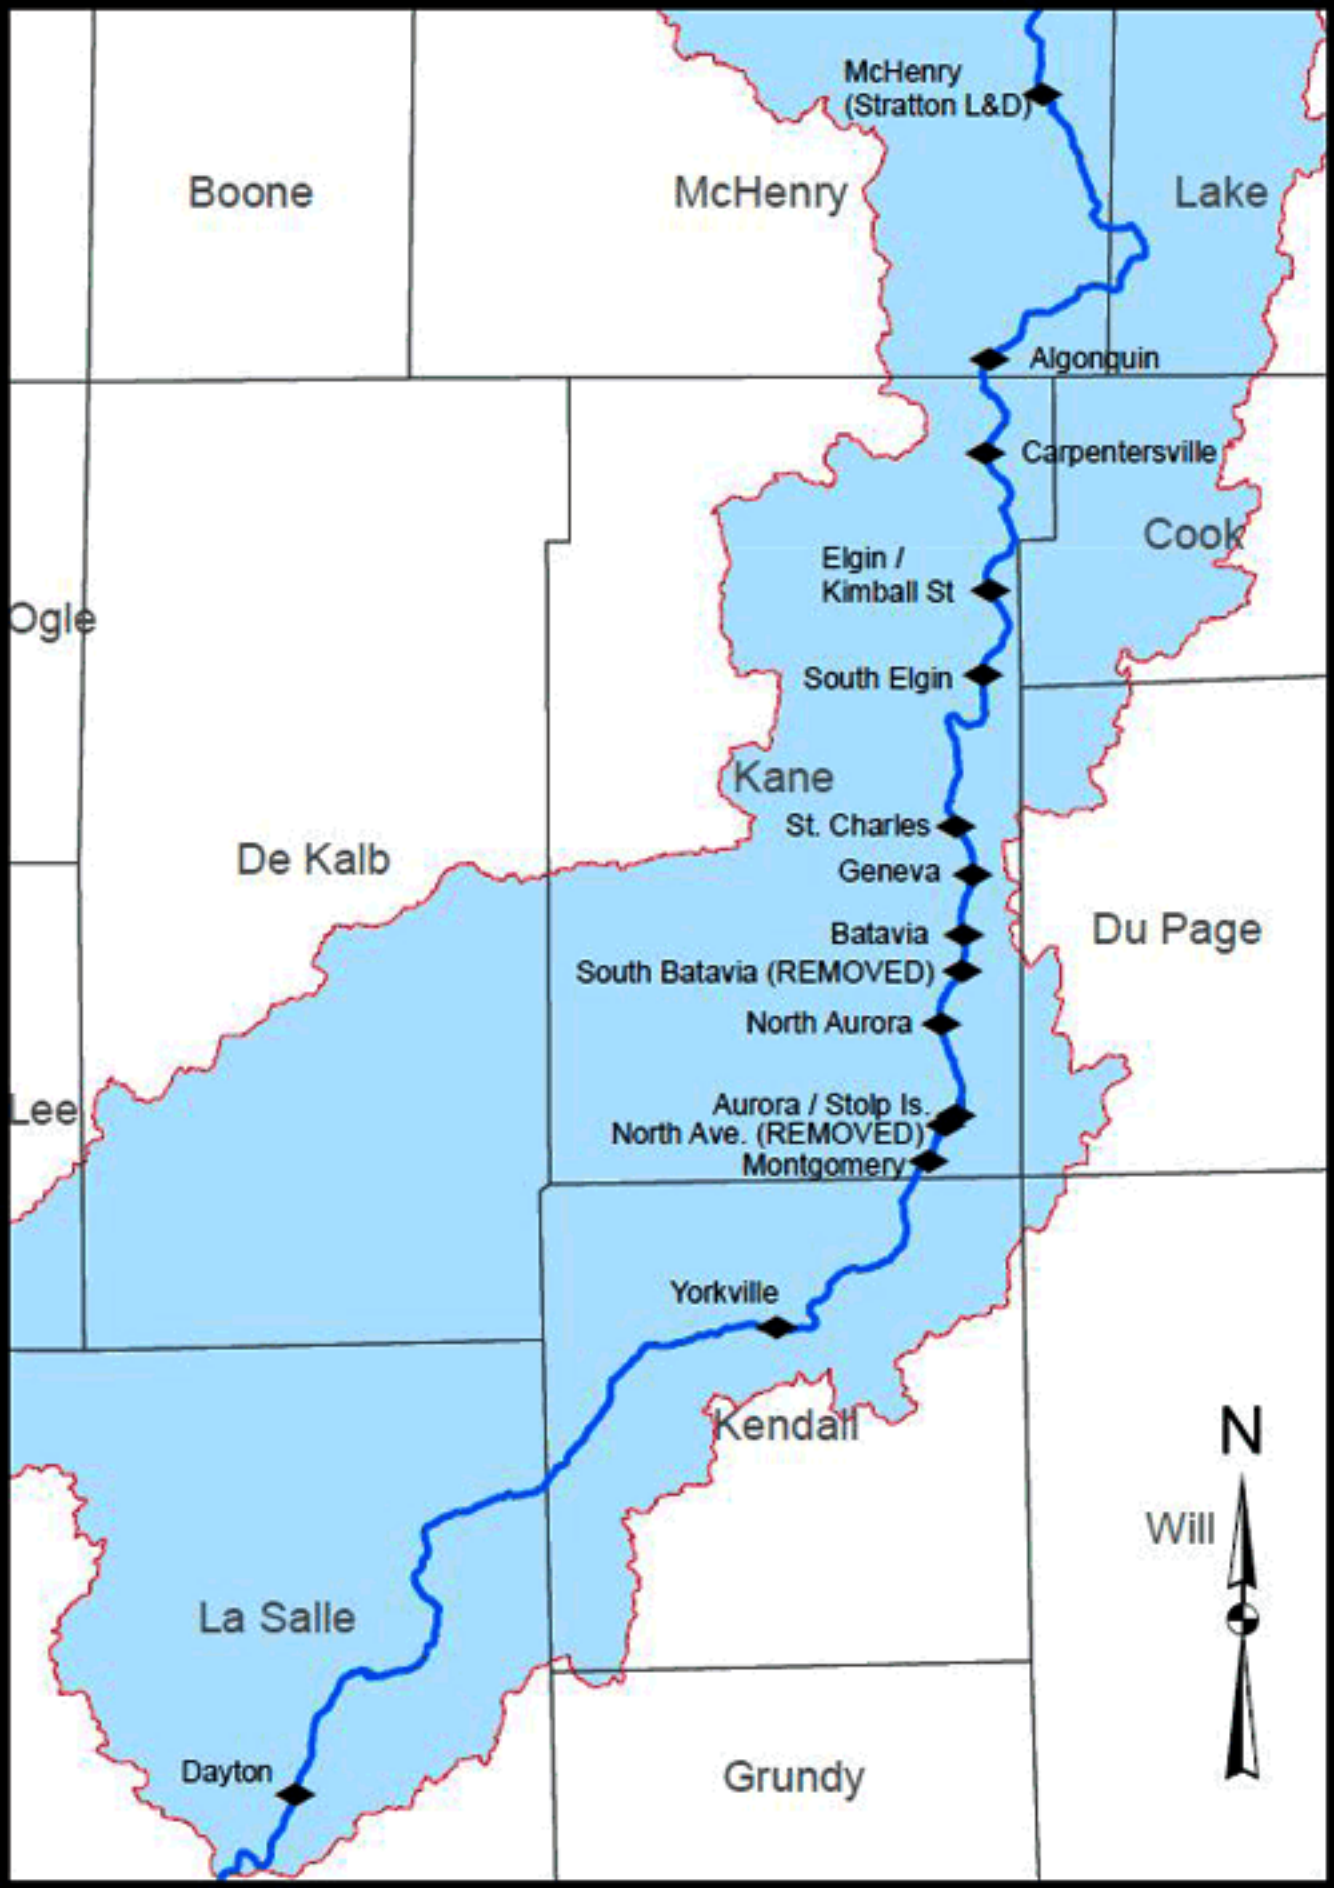 McHenry
(Stratton L&D)
Boone
McHenry
Lake
Algonquin
Carpentersville
Cook
Elgin /
Kimball St
Ogle
South Elgin
Kane
St. Charles
De Kalb
Geneva
Du Page
Batavia
South Batavia (REMOVED)
North Aurora
Lee
Aurora / Stolp Is.
North Ave. (REMOVED)
Montgomery
Yorkville
Kendall
N
Will
La Salle
Dayton
Grundy